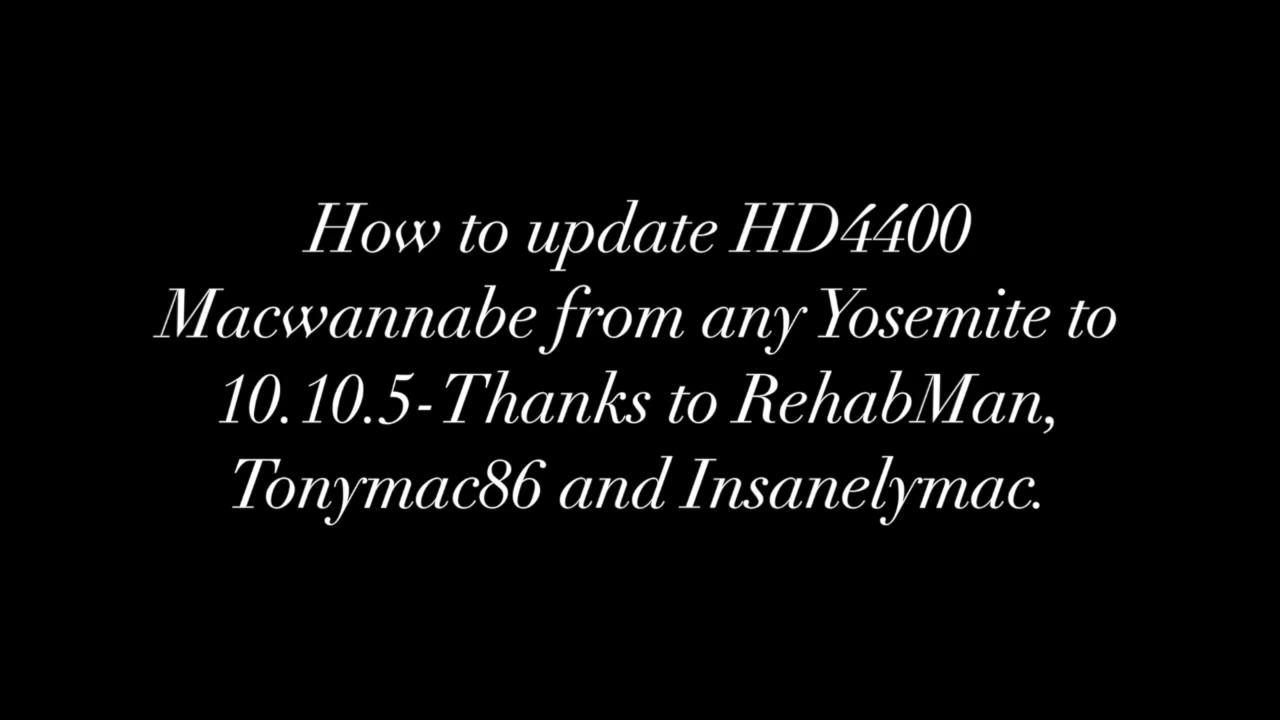 How to update HD4400
Macwannabe from any Yosemite to
10.10.5-Thanks to RehabMan,
Tonymac86 and Insanelymac.